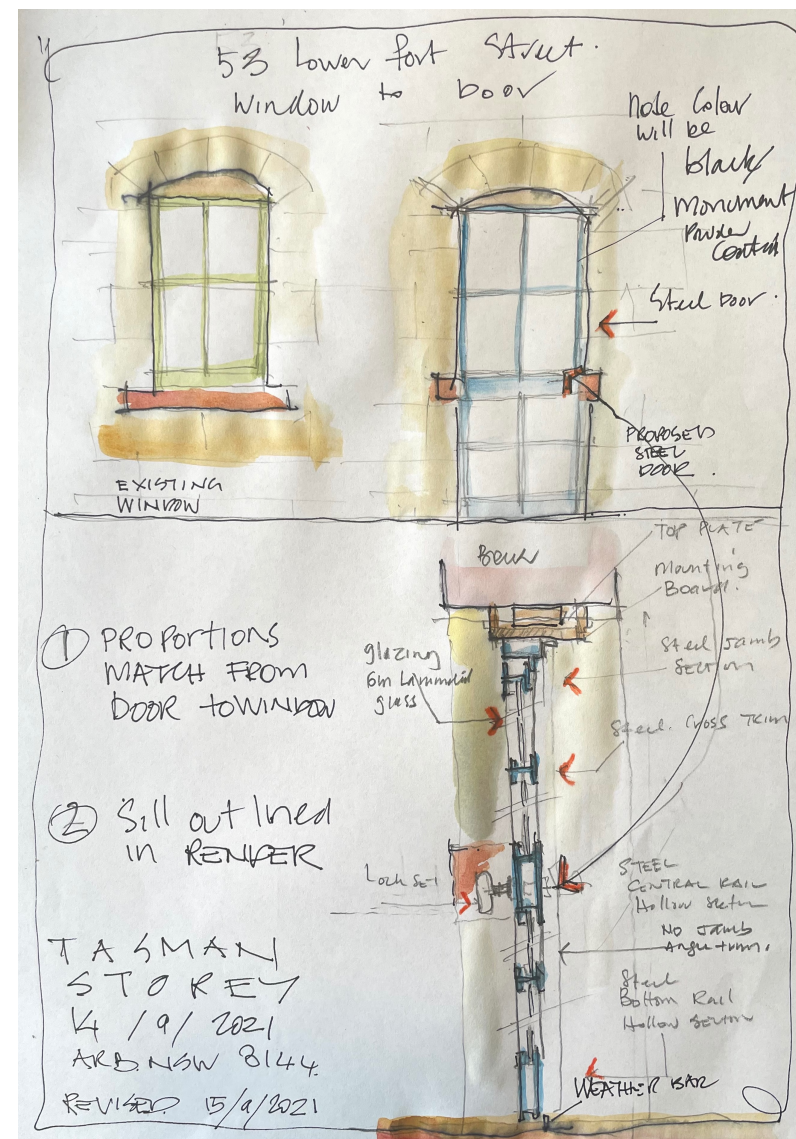 53 Lower Fort Street.
Window to Door
Note Colour
will be
black/
Monument
Powder
Coating
Steel Door.
PROPOSED
STEEL
DOOR.
EXISTING
WINDOW
TOP PLATE
Mounting
Board.
Steel Jamb
Section
glazing
6m Laminated
glass
Steel Cross Trim
① PROPORTIONS
MATCH FROM
DOOR TO WINDOW
② Sill out lined
in RENDER
Lock set
STEEL
CENTRAL RAIL
Hollow Section
No Jamb
Angle trim.
Steel
Bottom Rail
Hollow Section
WEATHER BAR
TASMAN
STOREY
14/9/2021
ARB.NSW 8144.
REVISED 15/9/2021